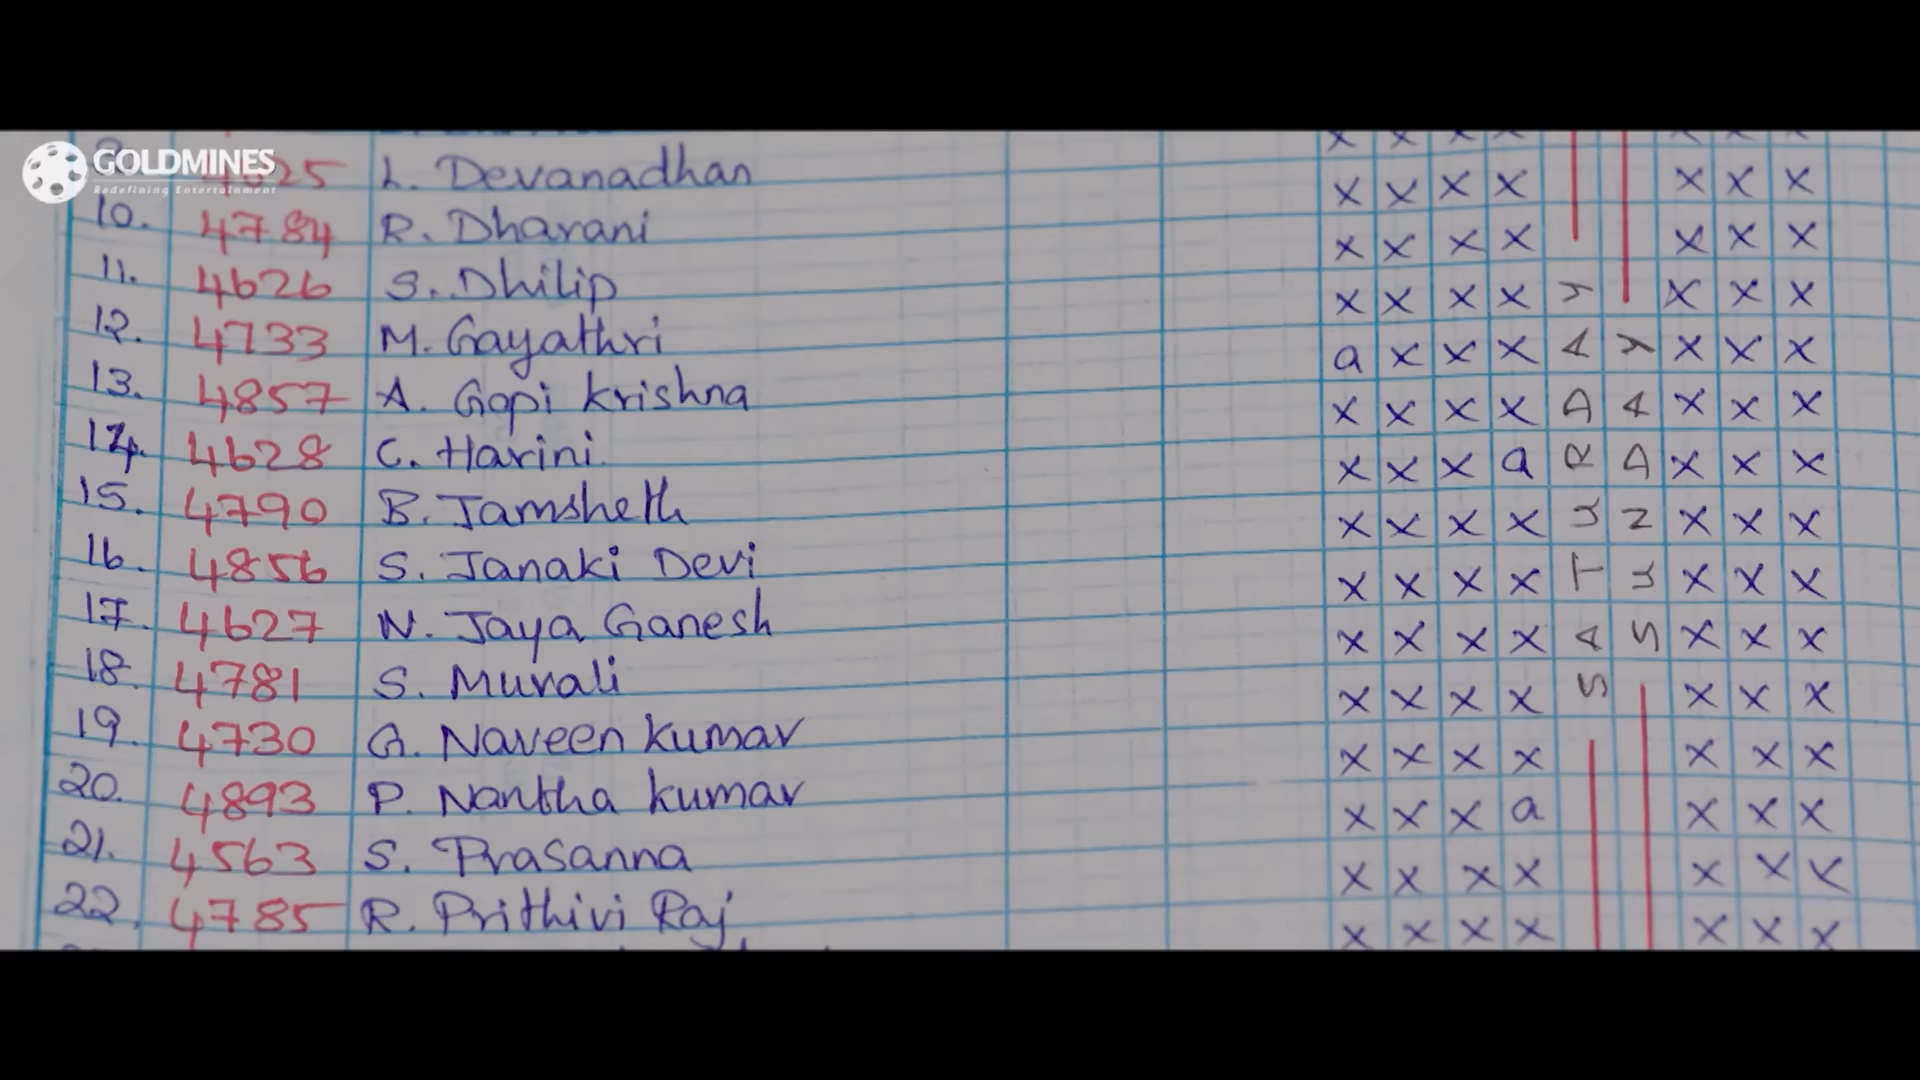 GOLDMINES
Redefining Entertainment
L. Devanadhan x x x x x x x
10. 4784 R. Dharani x x x x x x x
11. 4626 S. Dhilip x x x x x x x
12. 4733 M. Gayathri a x x x x x x
13. 4857 A. Gopi Krishna x x x x x x x
14. 4628 C. Harini. x x x a x x x
15. 4790 B. Jamsheth x x x x x x x
16. 4856 S. Janaki Devi x x x x x x x
17. 4627 N. Jaya Ganesh x x x x x x x
18. 4781 S. Murali x x x x x x x
19. 4730 G. Naveen Kumar x x x x x x x
20. 4893 P. Nantha Kumar x x x a x x x
21. 4563 S. Prasanna x x x x x x x
22. 4785 R. Prithivi Raj x x x x x x x
SATURDAY
SUNDAY